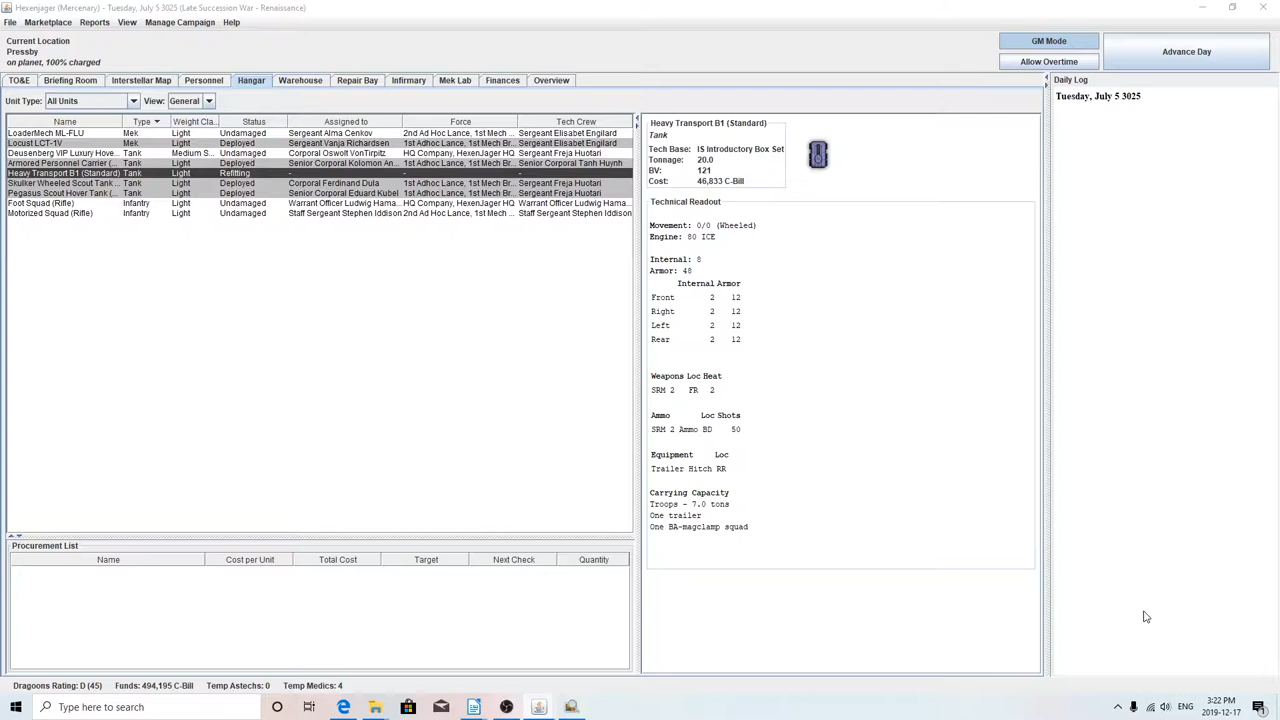 Hexenjager (Mercenary) - Tuesday, July 5 3025 (Late Succession War - Renaissance)
File Marketplace Reports View Manage Campaign Help
Current Location
Pressby
on planet, 100% charged
GM Mode
Allow Overtime
Advance Day
TO&E Briefing Room Interstellar Map Personnel Hangar Warehouse Repair Bay Infirmary Mek Lab Finances Overview
Unit Type: All Units View: General
Name Type Weight Cla... Status Assigned to Force Tech Crew
LoaderMech ML-FLU Mek Light Undamaged Sergeant Alma Cenkov 2nd Ad Hoc Lance, 1st Mech ... Sergeant Elisabet Engilard
Locust LCT-1V Mek Light Deployed Sergeant Vanja Richardsen 1st Adhoc Lance, 1st Mech Br... Sergeant Elisabet Engilard
Deusenberg VIP Luxury Hove... Tank Medium S... Undamaged Corporal Oswolt VonTirpitz HQ Company, HexenJager HQ Sergeant Freja Huotari
Armored Personnel Carrier (... Tank Light Deployed Senior Corporal Kolomon An... 1st Adhoc Lance, 1st Mech Br... Senior Corporal Tanh Huynh
Heavy Transport B1 (Standard) Tank Light Refitting - - -
Skulker Wheeled Scout Tank ... Tank Light Deployed Corporal Ferdinand Dula 1st Adhoc Lance, 1st Mech Br... Sergeant Freja Huotari
Pegasus Scout Hover Tank (... Tank Light Deployed Senior Corporal Eduard Kubel 1st Adhoc Lance, 1st Mech Br... Sergeant Freja Huotari
Foot Squad (Rifle) Infantry Light Undamaged Warrant Officer Ludwig Hama... HQ Company, HexenJager HQ Warrant Officer Ludwig Hama...
Motorized Squad (Rifle) Infantry Light Undamaged Staff Sergeant Stephen Iddison 2nd Ad Hoc Lance, 1st Mech ... Staff Sergeant Stephen Iddison
Procurement List
Name Cost per Unit Total Cost Target Next Check Quantity
Heavy Transport B1 (Standard)
Tank
Tech Base: IS Introductory Box Set
Tonnage: 20.0
BV: 121
Cost: 46,833 C-Bill
Technical Readout
Movement: 0/0 (Wheeled)
Engine: 80 ICE
Internal: 8
Armor: 48
Internal Armor
Front 2 12
Right 2 12
Left 2 12
Rear 2 12
Weapons Loc Heat
SRM 2 FR 2
Ammo Loc Shots
SRM 2 Ammo BD 50
Equipment Loc
Trailer Hitch RR
Carrying Capacity
Troops - 7.0 tons
One trailer
One BA-magclamp squad
Daily Log
Tuesday, July 5 3025
Dragoons Rating: D (45) Funds: 494,195 C-Bill Temp Astechs: 0 Temp Medics: 4
Type here to search
ENG
3:22 PM
2019-12-17